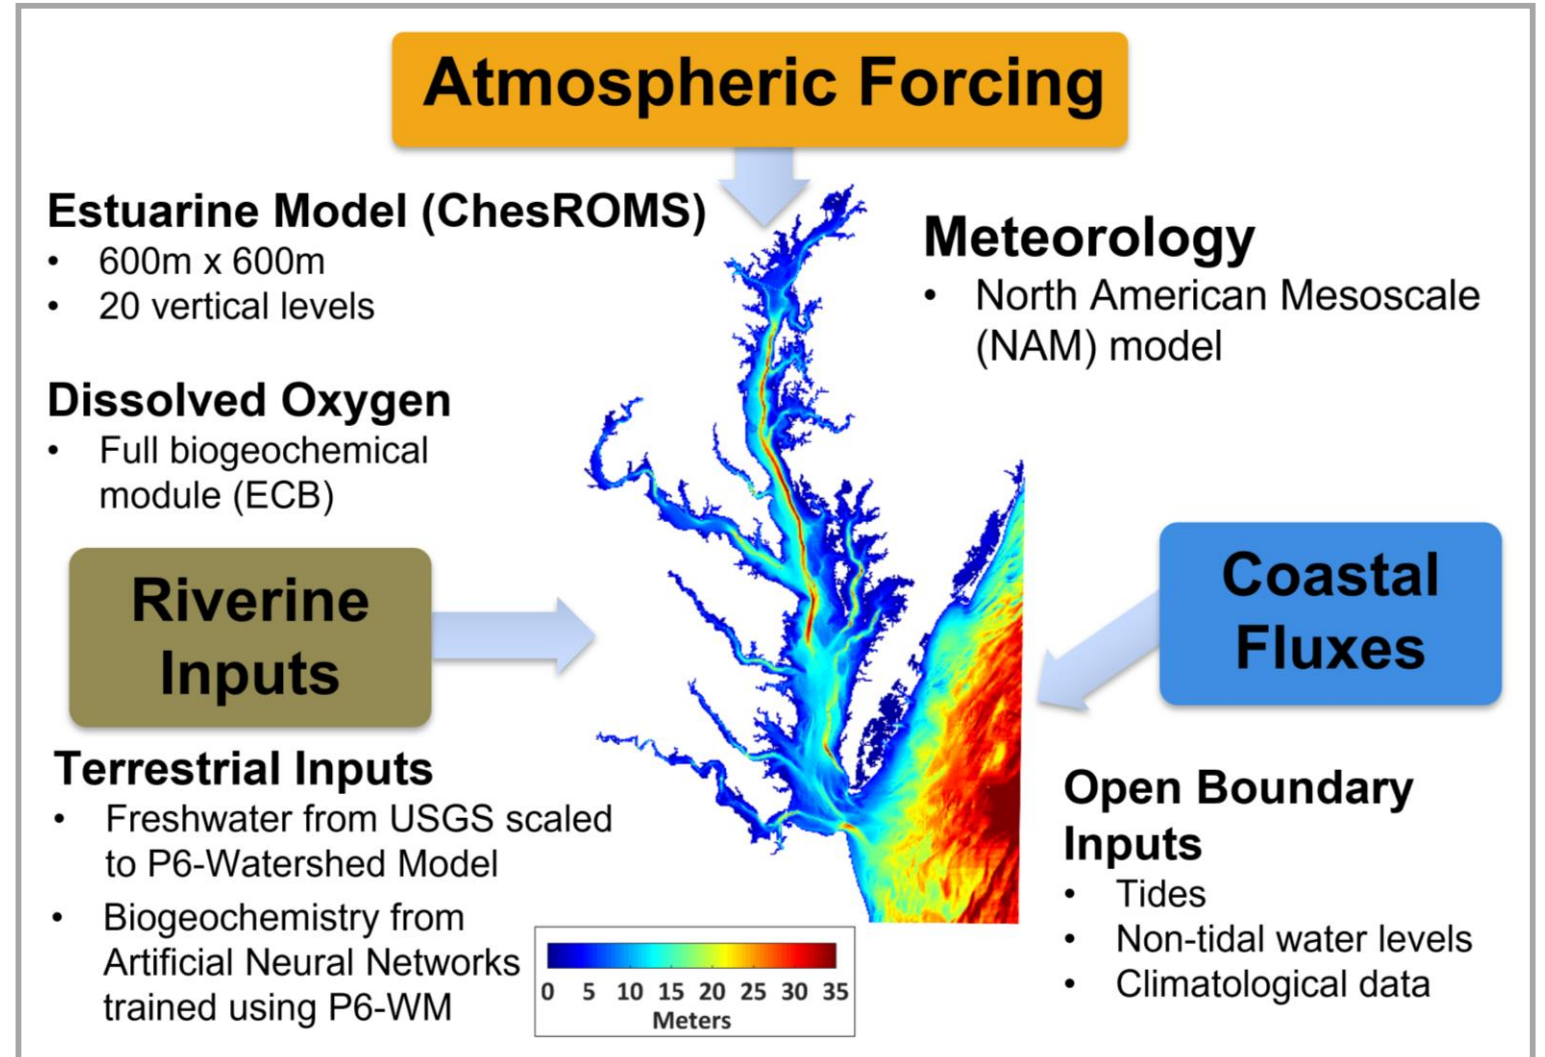 Atmospheric Forcing
Estuarine Model (ChesROMS)
• 600m x 600m
• 20 vertical levels
Meteorology
• North American Mesoscale
(NAM) model
Dissolved Oxygen
• Full biogeochemical
module (ECB)
Riverine
Inputs
Coastal
Fluxes
Terrestrial Inputs
• Freshwater from USGS scaled
to P6-Watershed Model
• Biogeochemistry from
Artificial Neural Networks
trained using P6-WM
0 5 10 15 20 25 30 35
Meters
Open Boundary
Inputs
• Tides
• Non-tidal water levels
• Climatological data